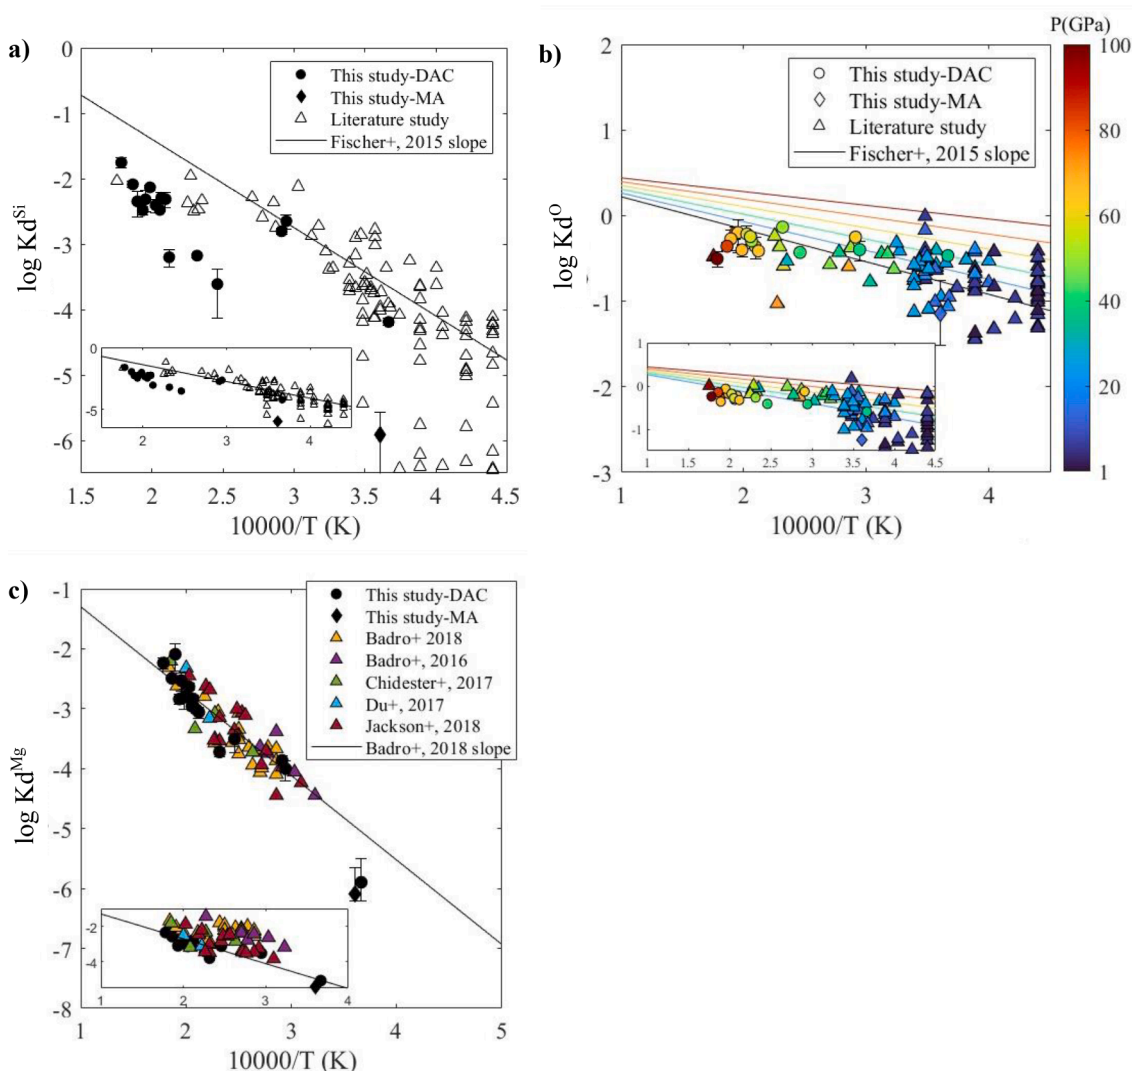 a)
0
-1
-2
-3
-4
-5
-6
log Kd^Si
This study-DAC
This study-MA
Literature study
Fischer+, 2015 slope
0
-5
2 3 4
1.5 2 2.5 3 3.5 4 4.5
10000/T (K)
b)
2
1
0
-1
-2
-3
log Kd^O
This study-DAC
This study-MA
Literature study
Fischer+, 2015 slope
1
0
-1
1 1.5 2 2.5 3 3.5 4 4.5
1 2 3 4
10000/T (K)
P(GPa)
100
80
60
40
20
1
c)
-1
-2
-3
-4
-5
-6
-7
-8
log Kd^Mg
This study-DAC
This study-MA
Badro+ 2018
Badro+, 2016
Chidester+, 2017
Du+, 2017
Jackson+, 2018
Badro+, 2018 slope
-2
-4
1 2 3 4
1 2 3 4 5
10000/T (K)